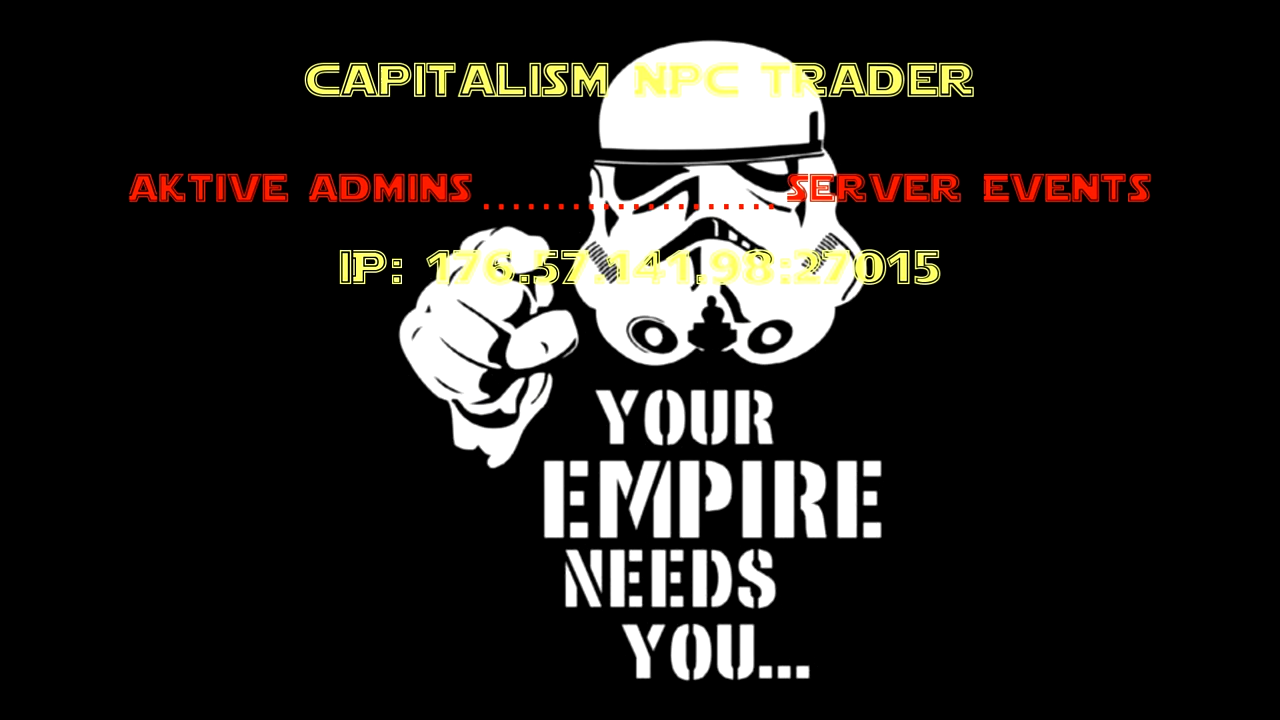 CAPITALISM NPC TRADER
AKTIVE ADMINS ..................... SERVER EVENTS
IP: 176.57.141.98:27015
YOUR
EMPIRE
NEEDS
YOU...